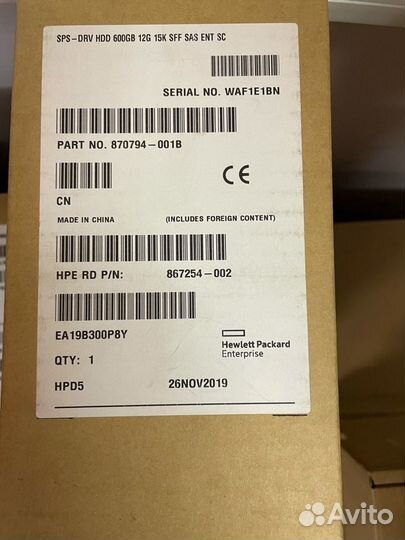 SPS-DRV HDD 600GB 12G 15K SFF SAS ENT SC
SERIAL NO. WAF1E1BN
PART NO. 870794-001B
CE
CN
MADE IN CHINA (INCLUDES FOREIGN CONTENT)
HPE RD P/N: 867254-002
EA19B300P8Y
Hewlett Packard
Enterprise
QTY: 1
HPD5 26NOV2019
Avito